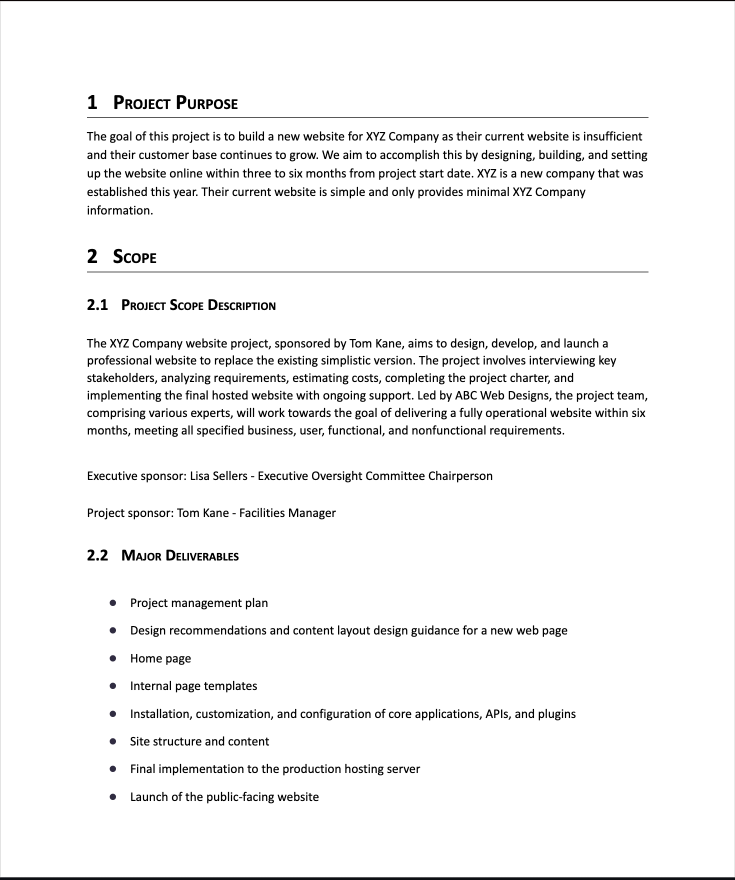 1 Project Purpose
The goal of this project is to build a new website for XYZ Company as their current website is insufficient
and their customer base continues to grow. We aim to accomplish this by designing, building, and setting
up the website online within three to six months from project start date. XYZ is a new company that was
established this year. Their current website is simple and only provides minimal XYZ Company
information.
2 Scope
2.1 Project Scope Description
The XYZ Company website project, sponsored by Tom Kane, aims to design, develop, and launch a
professional website to replace the existing simplistic version. The project involves interviewing key
stakeholders, analyzing requirements, estimating costs, completing the project charter, and
implementing the final hosted website with ongoing support. Led by ABC Web Designs, the project team,
comprising various experts, will work towards the goal of delivering a fully operational website within six
months, meeting all specified business, user, functional, and nonfunctional requirements.
Executive sponsor: Lisa Sellers - Executive Oversight Committee Chairperson
Project sponsor: Tom Kane - Facilities Manager
2.2 Major Deliverables
● Project management plan
● Design recommendations and content layout design guidance for a new web page
● Home page
● Internal page templates
● Installation, customization, and configuration of core applications, APIs, and plugins
● Site structure and content
● Final implementation to the production hosting server
● Launch of the public-facing website